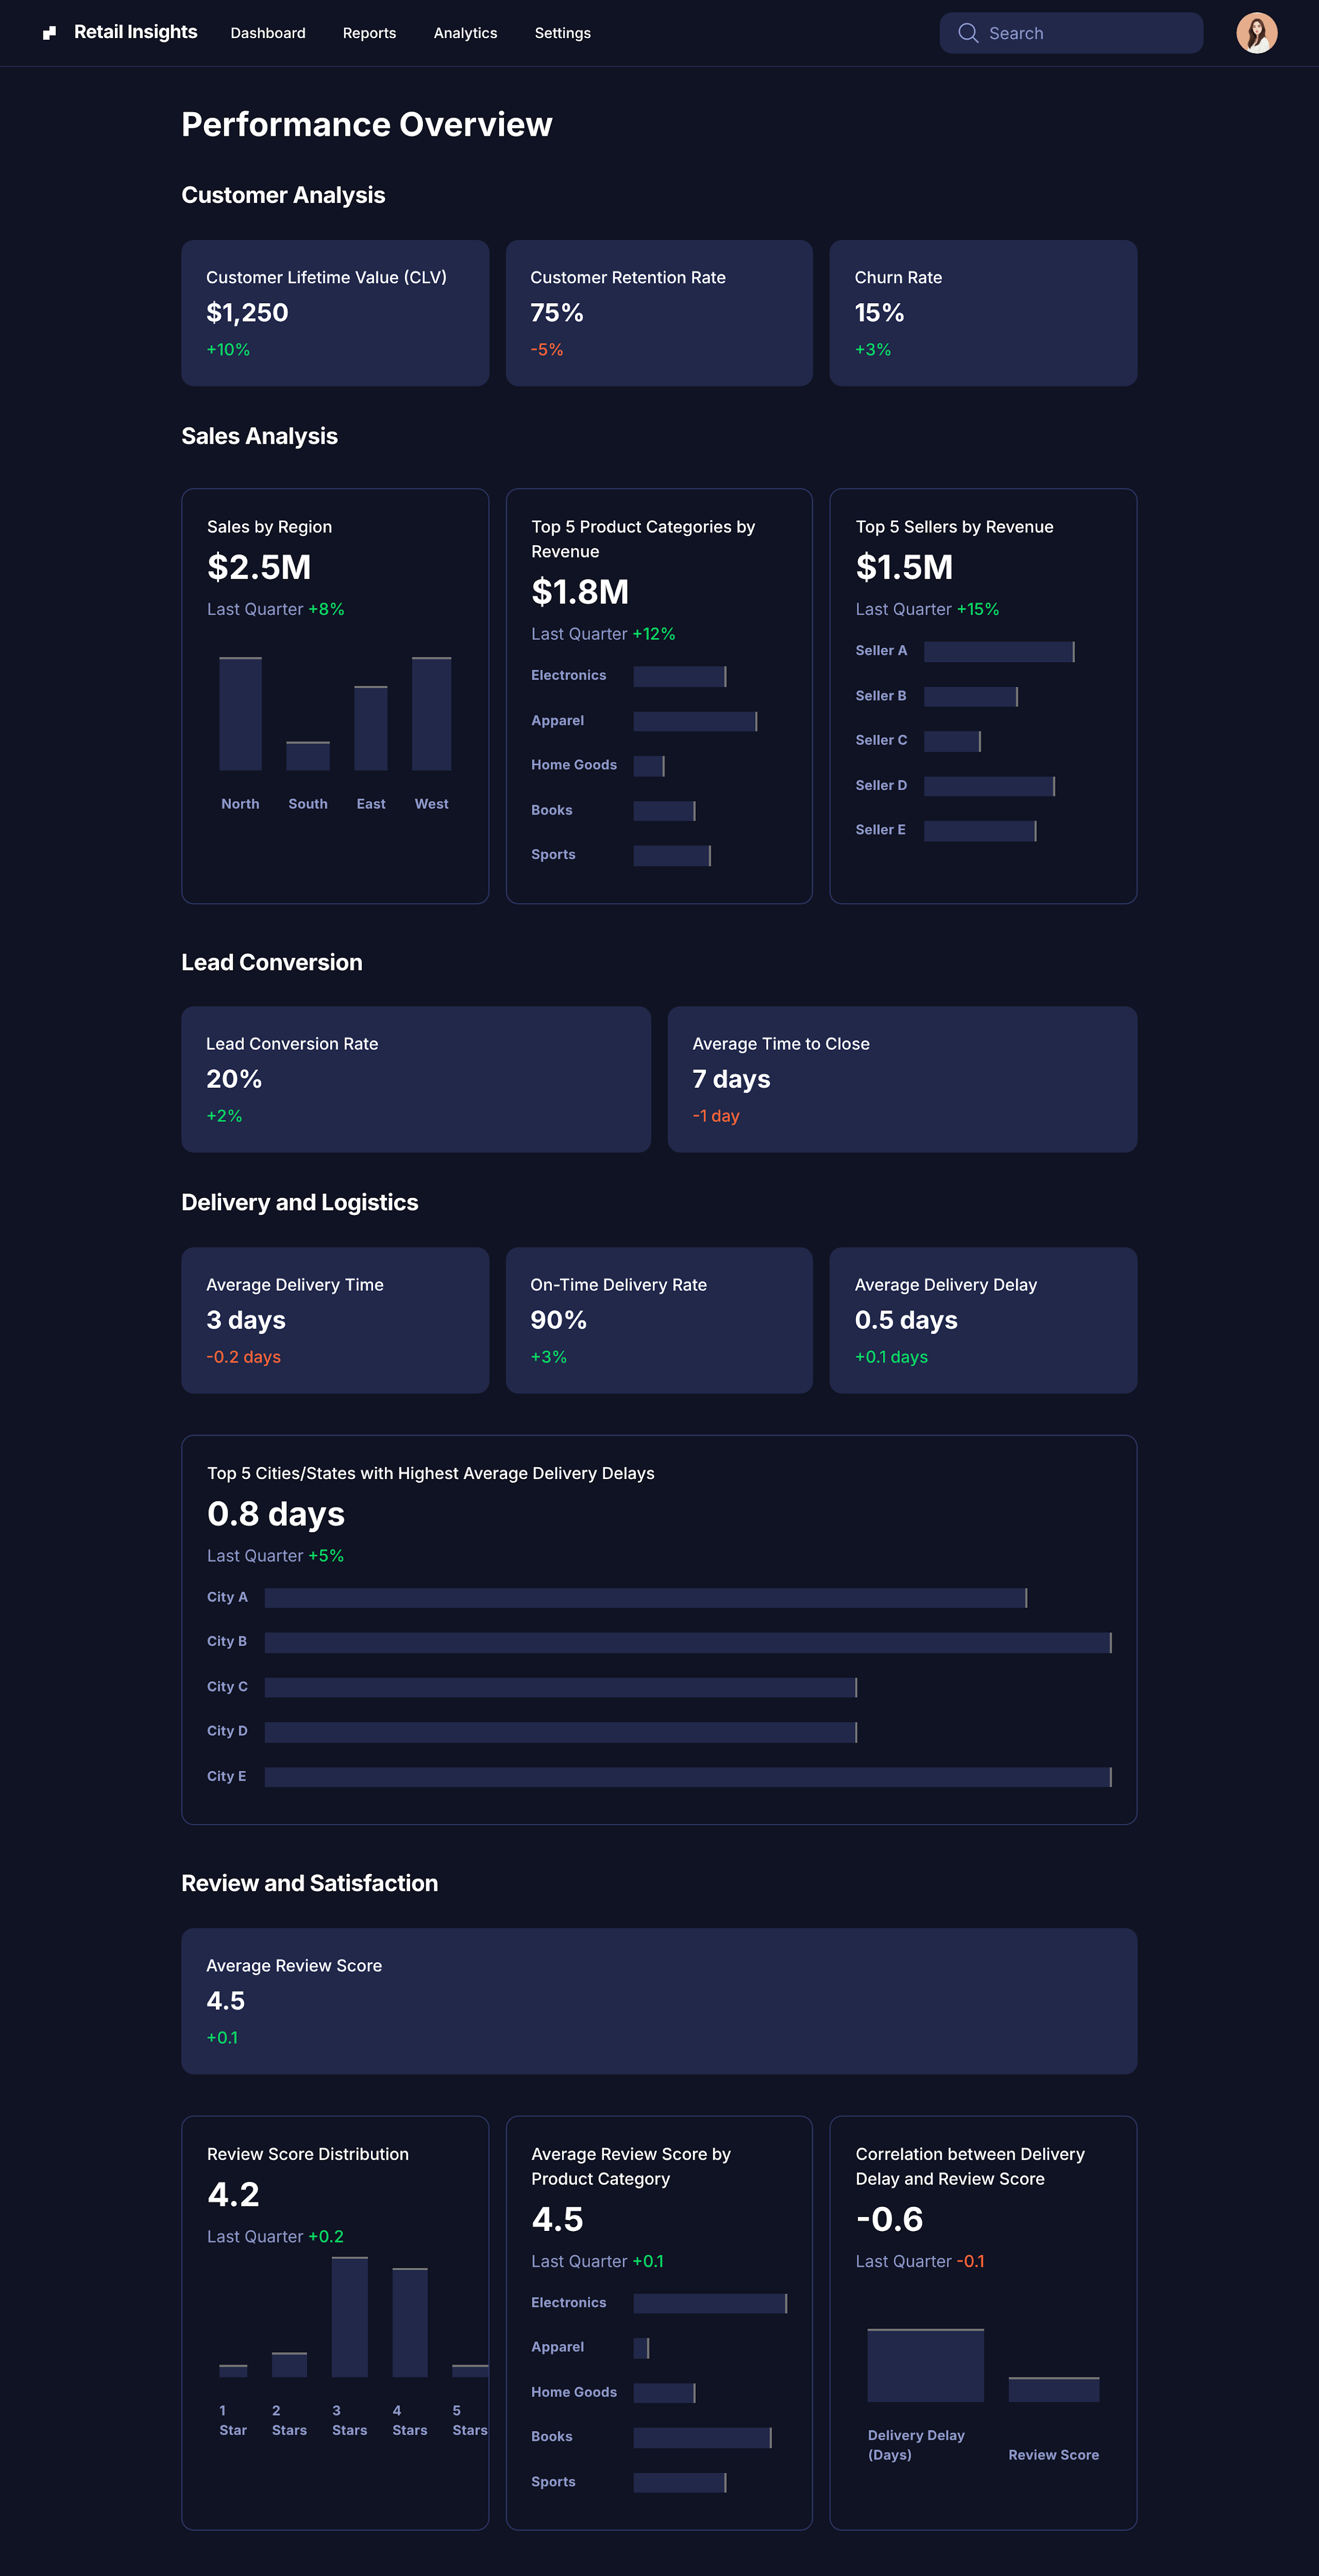 Retail Insights
Dashboard
Reports
Analytics
Settings
Search
Performance Overview
Customer Analysis
Customer Lifetime Value (CLV)
$1,250
+10%
Customer Retention Rate
75%
-5%
Churn Rate
15%
+3%
Sales Analysis
Sales by Region
$2.5M
Last Quarter +8%
North
South
East
West
Top 5 Product Categories by
Revenue
$1.8M
Last Quarter +12%
Electronics
Apparel
Home Goods
Books
Sports
Top 5 Sellers by Revenue
$1.5M
Last Quarter +15%
Seller A
Seller B
Seller C
Seller D
Seller E
Lead Conversion
Lead Conversion Rate
20%
+2%
Average Time to Close
7 days
-1 day
Delivery and Logistics
Average Delivery Time
3 days
-0.2 days
On-Time Delivery Rate
90%
+3%
Average Delivery Delay
0.5 days
+0.1 days
Top 5 Cities/States with Highest Average Delivery Delays
0.8 days
Last Quarter +5%
City A
City B
City C
City D
City E
Review and Satisfaction
Average Review Score
4.5
+0.1
Review Score Distribution
4.2
Last Quarter +0.2
1
Star
2
Stars
3
Stars
4
Stars
5
Stars
Average Review Score by
Product Category
4.5
Last Quarter +0.1
Electronics
Apparel
Home Goods
Books
Sports
Correlation between Delivery
Delay and Review Score
-0.6
Last Quarter -0.1
Delivery Delay
(Days)
Review Score